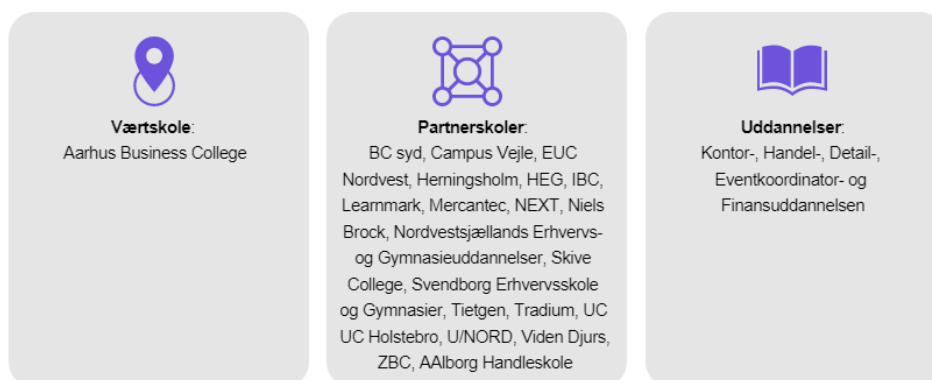 Værtskole:
Aarhus Business College
Partnerskoler:
BC syd, Campus Vejle, EUC
Nordvest, Herningsholm, HEG, IBC,
Learnmark, Mercantec, NEXT, Niels
Brock, Nordvestsjællands Erhvervs-
og Gymnasieuddannelser, Skive
College, Svendborg Erhvervsskole
og Gymnasier, Tietgen, Tradium, UC
UC Holstebro, U/NORD, Viden Djurs,
ZBC, AAlborg Handleskole
Uddannelser:
Kontor-, Handel-, Detail-,
Eventkoordinator- og
Finansuddannelsen